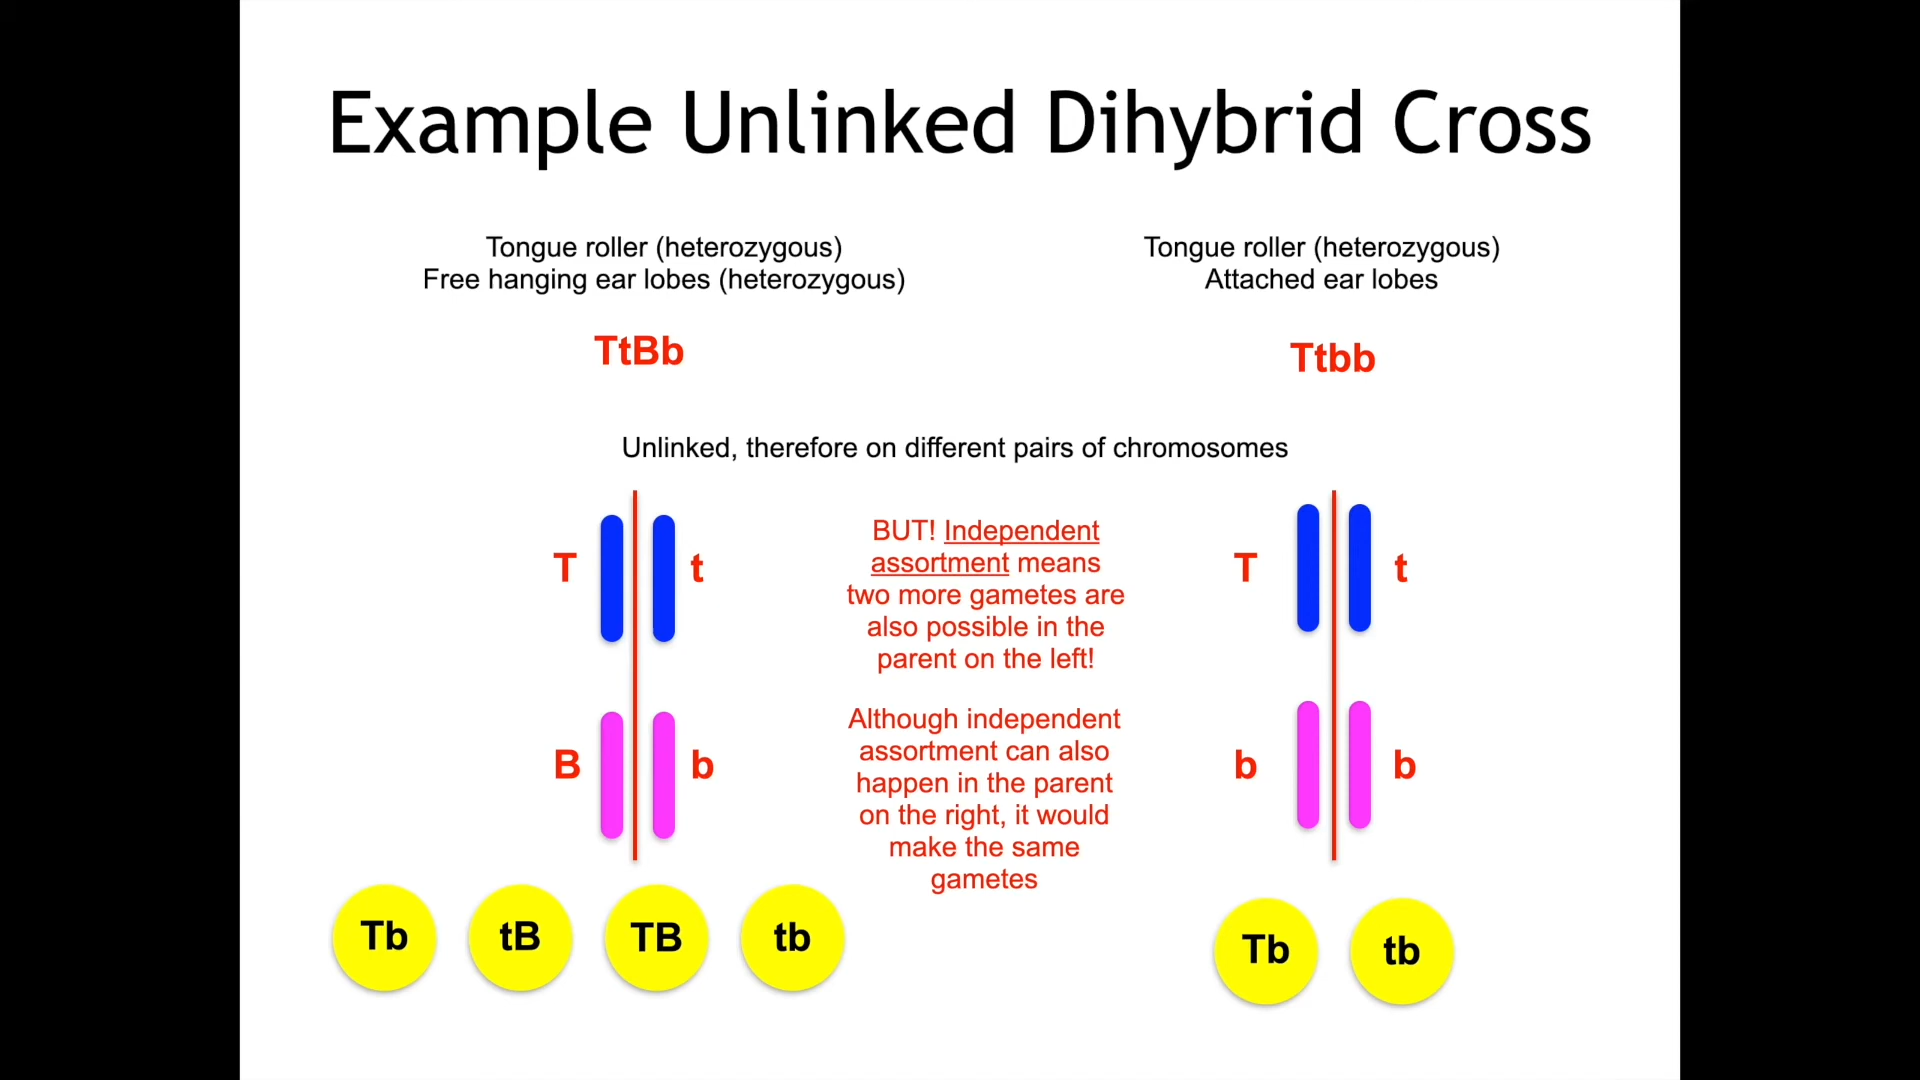 Example Unlinked Dihybrid Cross
Tongue roller (heterozygous)
Free hanging ear lobes (heterozygous)
Tongue roller (heterozygous)
Attached ear lobes
TtBb
Ttbb
Unlinked, therefore on different pairs of chromosomes
T
t
B
b
BUT! Independent
assortment means
two more gametes are
also possible in the
parent on the left!
Although independent
assortment can also
happen in the parent
on the right, it would
make the same
gametes
T
t
b
b
Tb
tB
TB
tb
Tb
tb